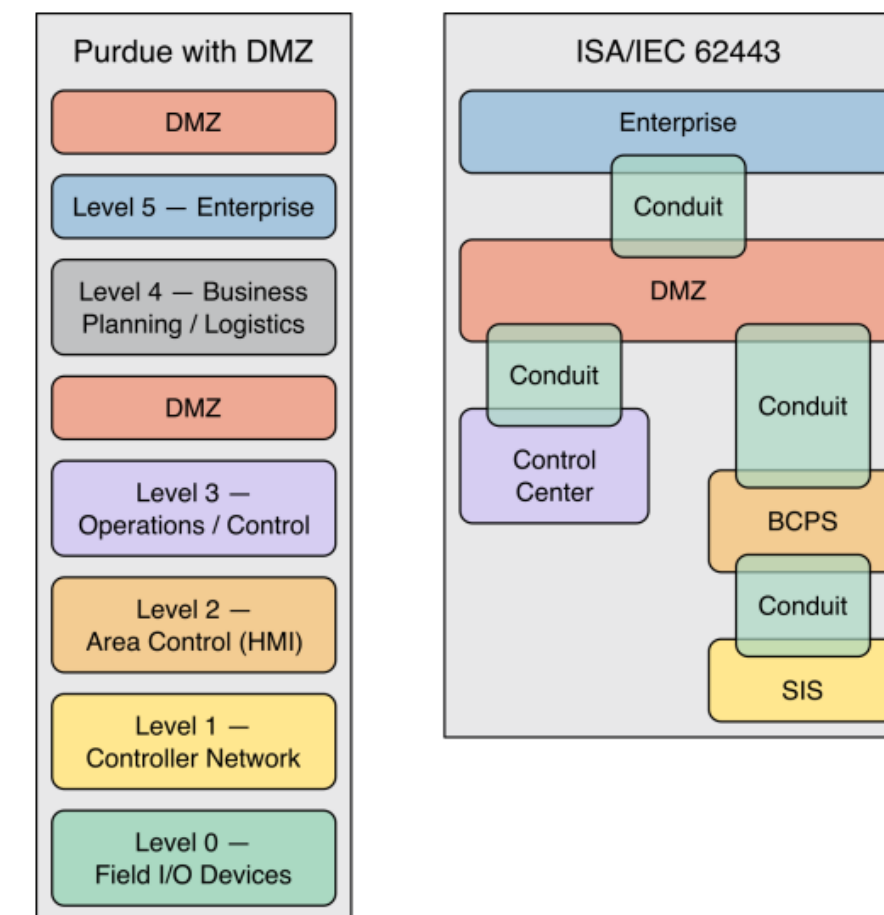 Purdue with DMZ
DMZ
Level 5 — Enterprise
Level 4 — Business
Planning / Logistics
DMZ
Level 3 —
Operations / Control
Level 2 —
Area Control (HMI)
Level 1 —
Controller Network
Level 0 —
Field I/O Devices
ISA/IEC 62443
Enterprise
Conduit
DMZ
Conduit
Control
Center
Conduit
BCPS
Conduit
SIS